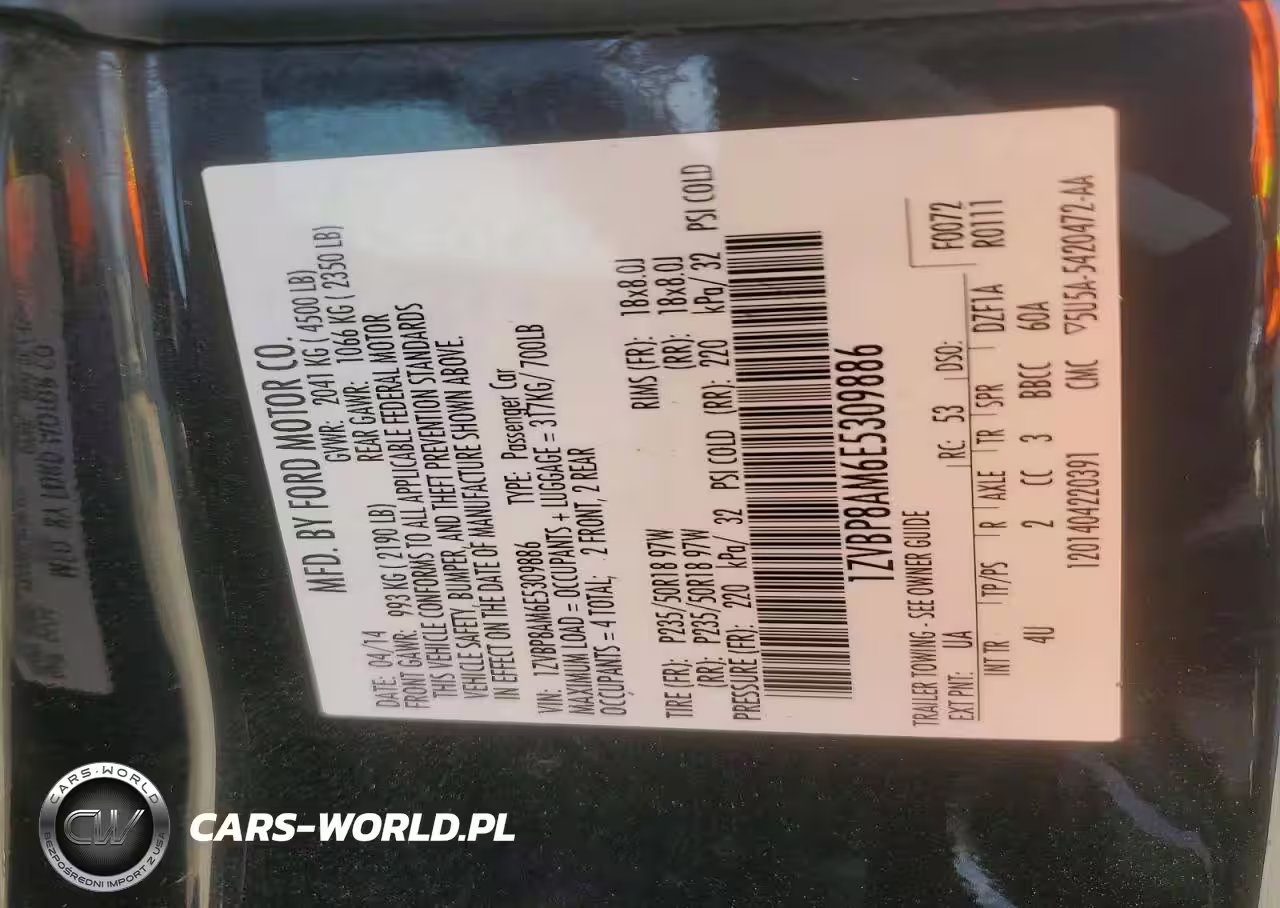 MFD. BY FORD MOTOR CO.
DATE: 04/14 GVWR: 2041 KG ( 4500 LB)
FRONT GAWR: 993 KG ( 2190 LB) REAR GAWR: 1066 KG ( 2350 LB)
THIS VEHICLE CONFORMS TO ALL APPLICABLE FEDERAL MOTOR
VEHICLE SAFETY, BUMPER, AND THEFT PREVENTION STANDARDS
IN EFFECT ON THE DATE OF MANUFACTURE SHOWN ABOVE.
VIN: 1ZVBP8AM6E5309886 TYPE: Passenger Car
MAXIMUM LOAD = OCCUPANTS + LUGGAGE = 317KG/700LB
OCCUPANTS = 4 TOTAL; 2 FRONT, 2 REAR
TIRE (FR): P235/50R18 97W RIMS (FR): 18x8.0J
(RR): P235/50R18 97W (RR): 18x8.0J
PRESSURE (FR): 220 kPa/ 32 PSI COLD (RR): 220 kPa/ 32 PSI COLD
1ZVBP8AM6E5309886
TRAILER TOWING - SEE OWNER GUIDE
F0072
EXT PNT: UA RC: 53 DSO: R0111
INT TR TP/PS R AXLE TR SPR DZF1A
4U 2 CC 3 BBCC 60A
1201404220391 CMC ▽5U5A-5420472-AA
CARS-WORLD
CW
BEZPOŚREDNI IMPORT Z USA
CARS-WORLD.PL